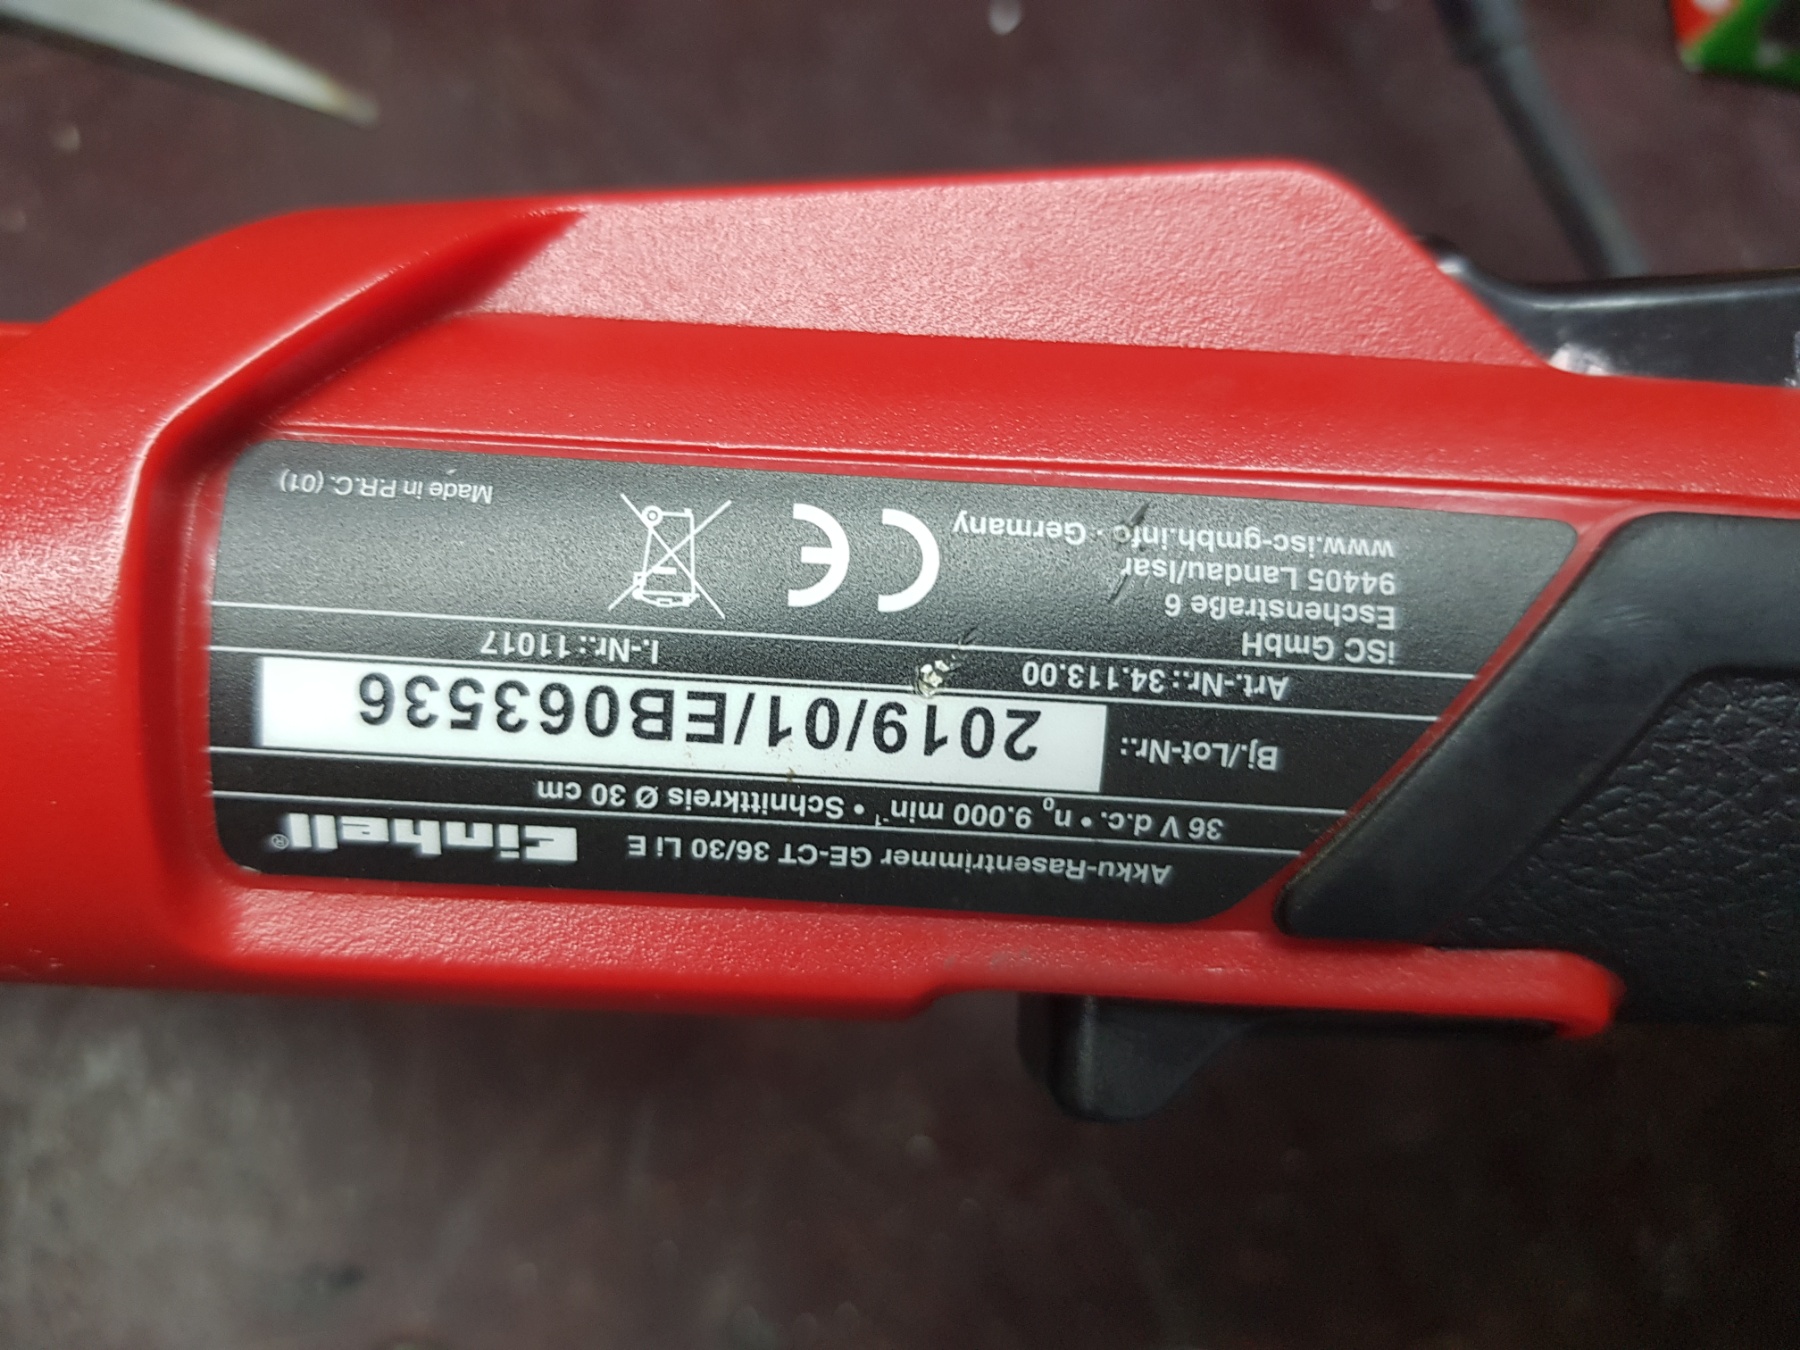 Akku-Rasentrimmer GE-CT 36/30 Li E Einhell®
36 V d.c. • n₀ 9.000 min⁻¹ • Schnittkreis Ø 30 cm
Bj./Lot-Nr.: 2019/01/EB063536
Art.-Nr.: 34.113.00 I.-Nr.: 11017
iSC GmbH
Eschenstraße 6
94405 Landau/Isar
www.isc-gmbh.info · Germany
CE
Made in P.R.C. (01)